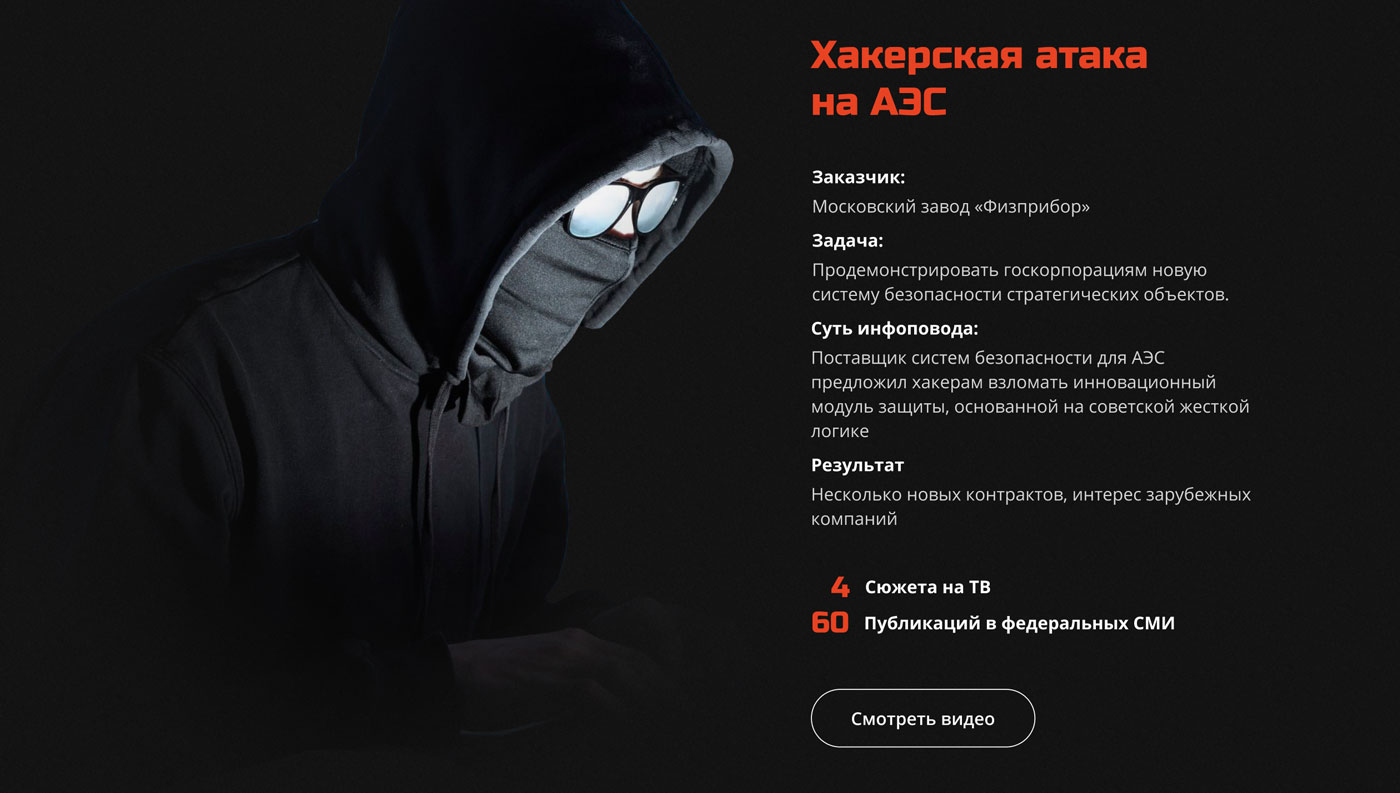 Хакерская атака
на АЭС
Заказчик:
Московский завод «Физприбор»
Задача:
Продемонстрировать госкорпорациям новую
систему безопасности стратегических объектов.
Суть инфоповода:
Поставщик систем безопасности для АЭС
предложил хакерам взломать инновационный
модуль защиты, основанной на советской жесткой
логике
Результат
Несколько новых контрактов, интерес зарубежных
компаний
4 Сюжета на ТВ
60 Публикаций в федеральных СМИ
Смотреть видео